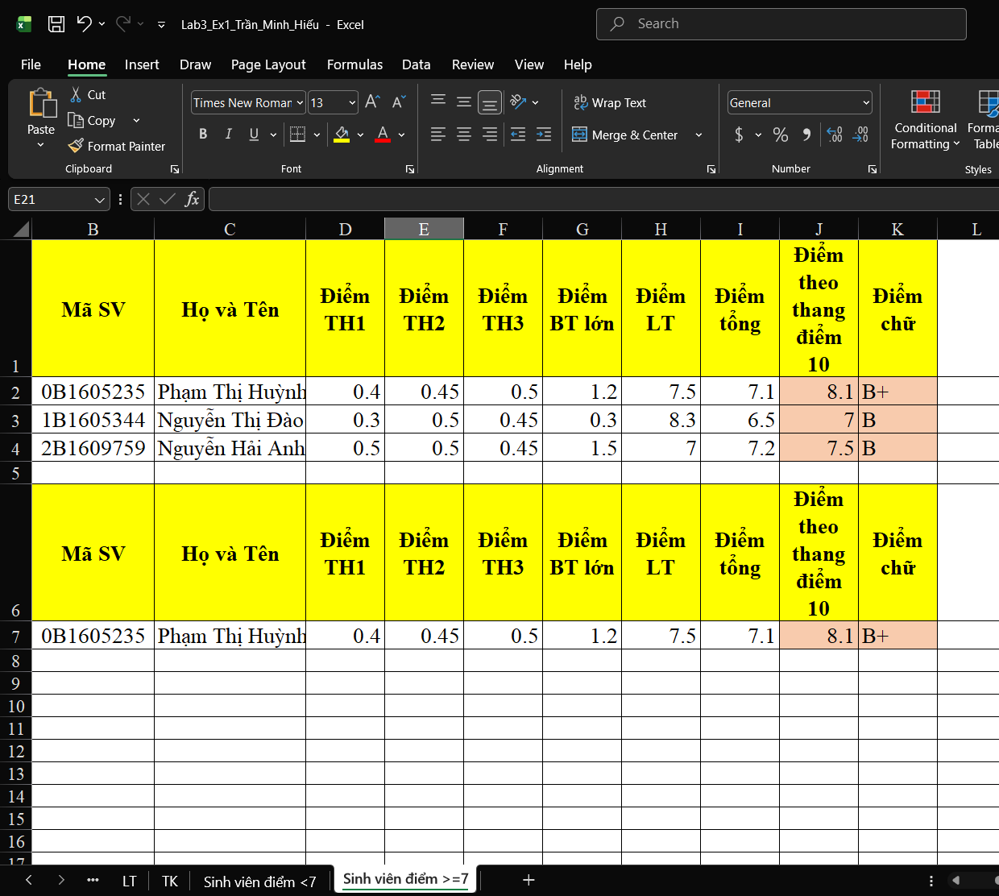 Lab3_Ex1_Trần_Minh_Hiếu - Excel
Search
File Home Insert Draw Page Layout Formulas Data Review View Help
Paste
Cut
Copy
Format Painter
Clipboard
Times New Roman 13
B I U A
Font
Wrap Text
Merge & Center
Alignment
General
$ % 9 .00 .00
Number
Conditional Formatting
Styles
E21 fx
B C D E F G H I J K L
1 Mã SV Họ và Tên Điểm TH1 Điểm TH2 Điểm TH3 Điểm BT lớn Điểm LT Điểm tổng Điểm theo thang điểm 10 Điểm chữ
2 0B1605235 Phạm Thị Huỳnh 0.4 0.45 0.5 1.2 7.5 7.1 8.1 B+
3 1B1605344 Nguyễn Thị Đào 0.3 0.5 0.45 0.3 8.3 6.5 7 B
4 2B1609759 Nguyễn Hải Anh 0.5 0.5 0.45 1.5 7 7.2 7.5 B
5
6 Mã SV Họ và Tên Điểm TH1 Điểm TH2 Điểm TH3 Điểm BT lớn Điểm LT Điểm tổng Điểm theo thang điểm 10 Điểm chữ
7 0B1605235 Phạm Thị Huỳnh 0.4 0.45 0.5 1.2 7.5 7.1 8.1 B+
8
9
10
11
12
13
14
15
16
17
LT TK Sinh viên điểm <7 Sinh viên điểm >=7